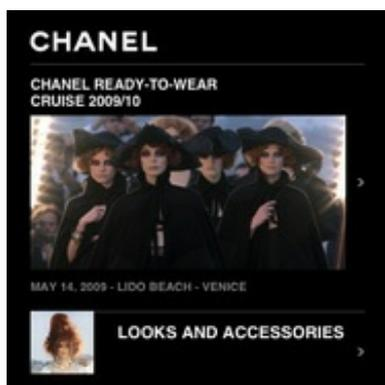 CHANEL
CHANEL READY-TO-WEAR
CRUISE 2009/10
MAY 14, 2009 - LIDO BEACH - VENICE
LOOKS AND ACCESSORIES